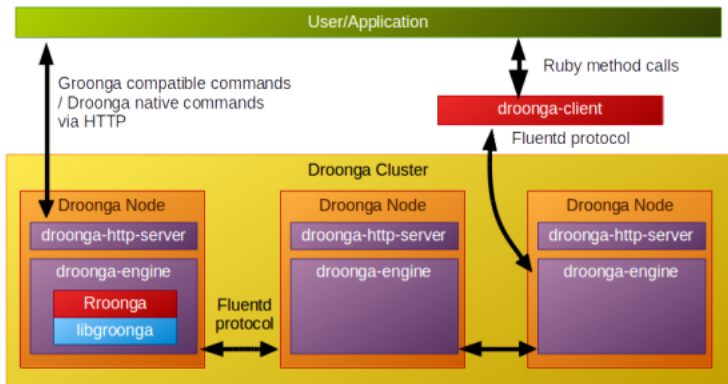 User/Application
Groonga compatible commands
/ Droonga native commands
via HTTP
Ruby method calls
droonga-client
Fluentd protocol
Droonga Cluster
Droonga Node
droonga-http-server
droonga-engine
Rroonga
libgroonga
Fluentd
protocol
Droonga Node
droonga-http-server
droonga-engine
Droonga Node
droonga-http-server
droonga-engine